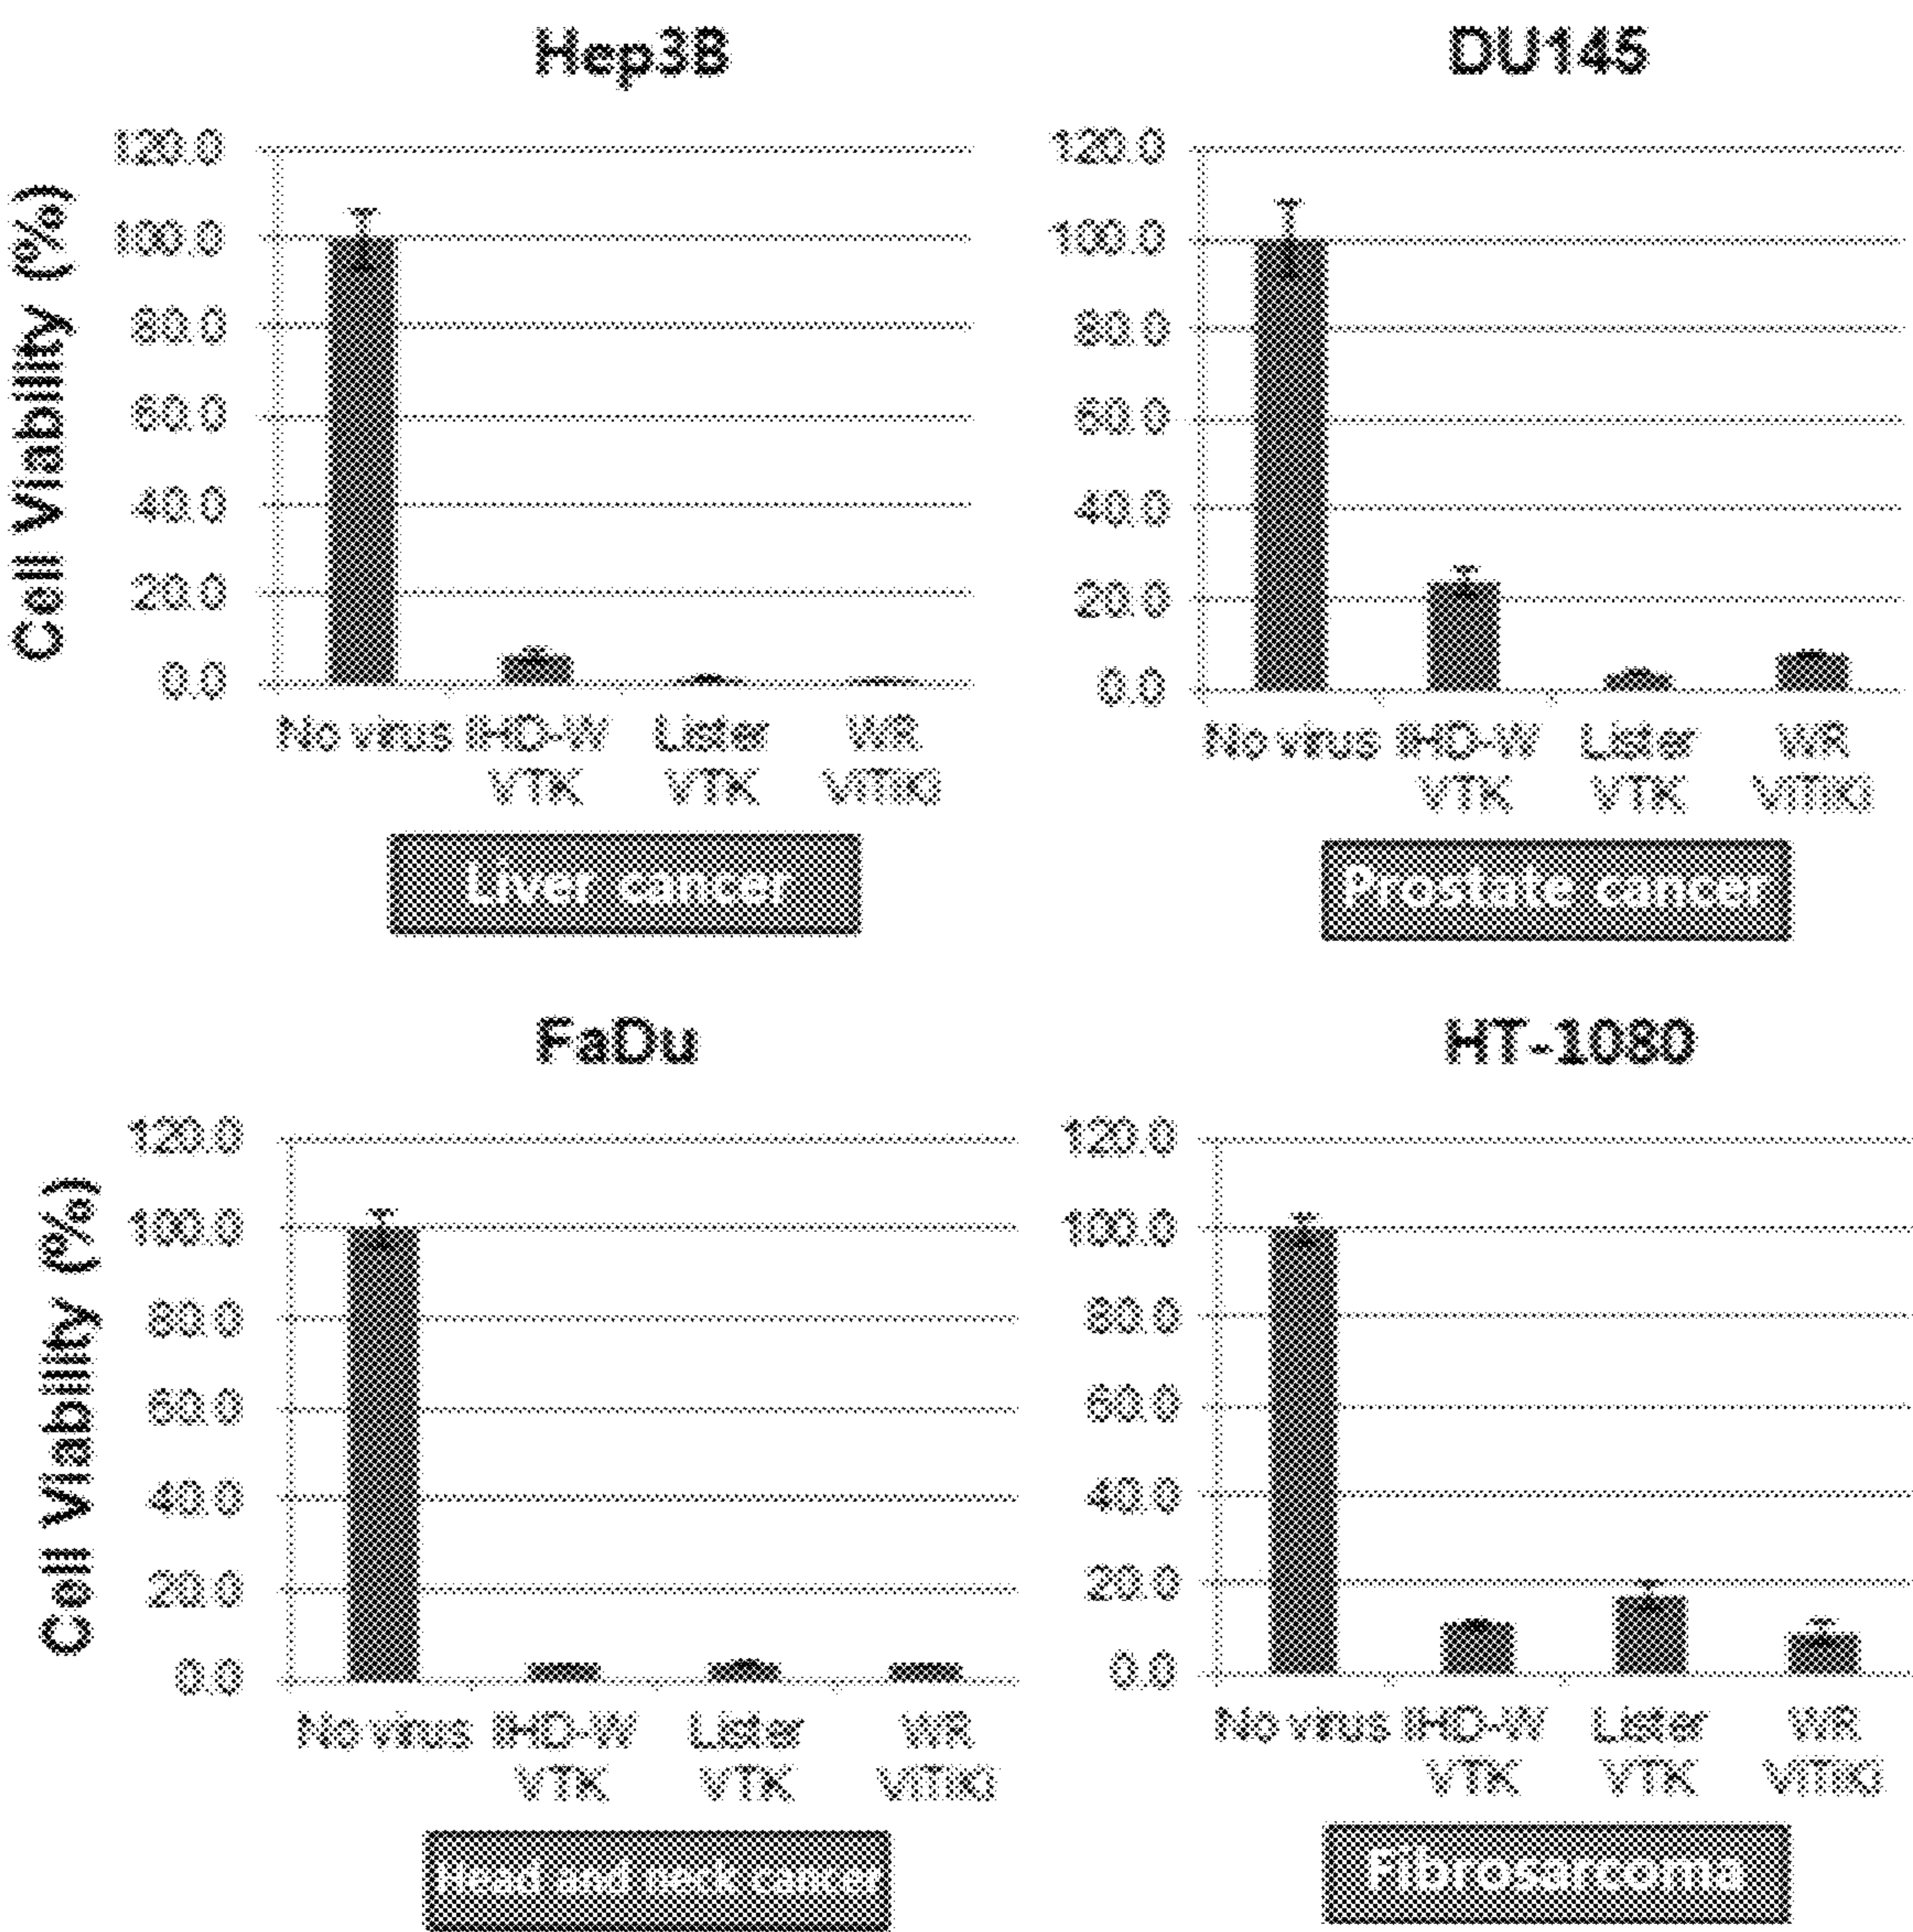 Hep3B
Cell Viability (%)
120.0
100.0
80.0
60.0
40.0
20.0
0.0
No virus IHD-W Lister WR
VTK VTK V(TK)
Liver cancer
DU145
120.0
100.0
80.0
60.0
40.0
20.0
0.0
No virus IHD-W Lister WR
VTK VTK
Prostate cancer
FaDu
Cell Viability (%)
120.0
100.0
80.0
60.0
40.0
20.0
0.0
No virus IHD-W Lister WR
VTK VTK
Head and neck cancer
HT-1080
120.0
100.0
80.0
60.0
40.0
20.0
0.0
No virus IHD-W Lister WR
VTK VTK
Fibrosarcoma